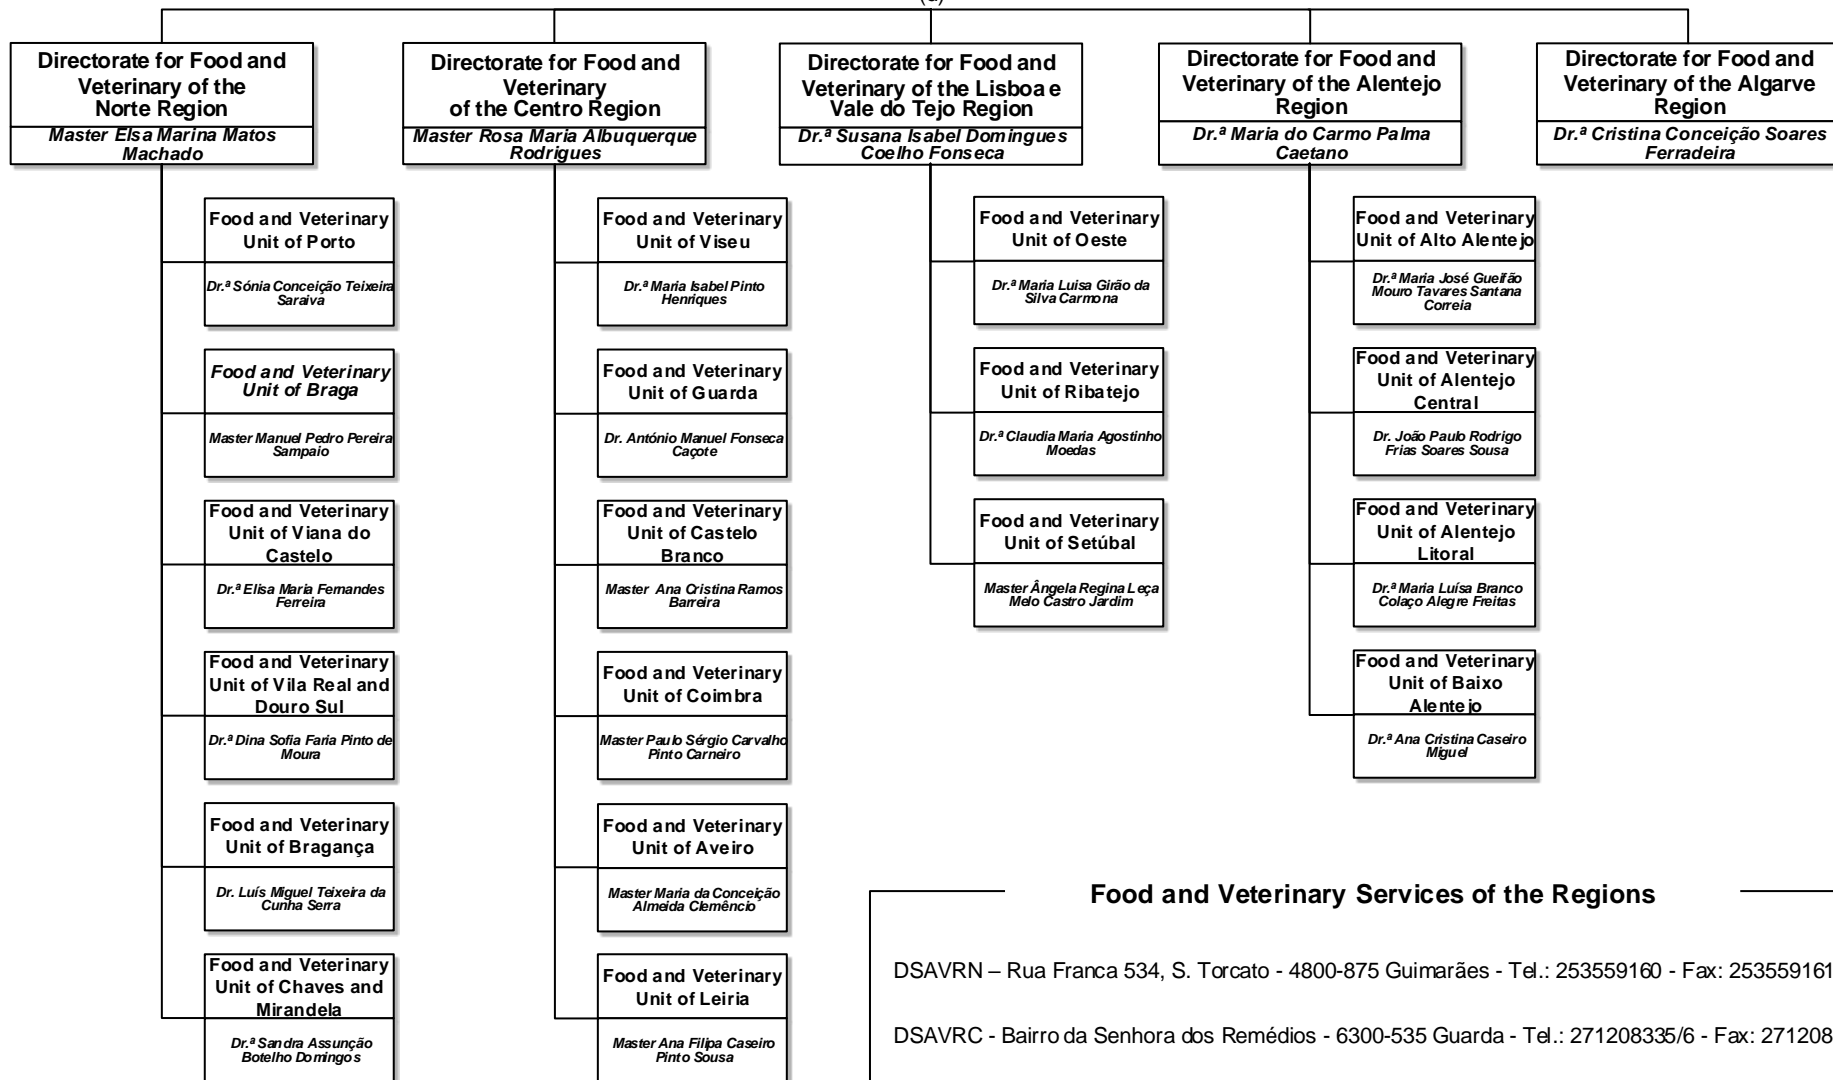 (a)
Directorate for Food and
Veterinary of the
Norte Region
Master Elsa Marina Matos
Machado
Food and Veterinary
Unit of Porto
Dr.ª Sónia Conceição Teixeira
Saraiva
Food and Veterinary
Unit of Braga
Master Manuel Pedro Pereira
Sampaio
Food and Veterinary
Unit of Viana do
Castelo
Dr.ª Elisa Maria Fernandes
Ferreira
Food and Veterinary
Unit of Vila Real and
Douro Sul
Dr.ª Dina Sofia Faria Pinto de
Moura
Food and Veterinary
Unit of Bragança
Dr. Luís Miguel Teixeira da
Cunha Serra
Food and Veterinary
Unit of Chaves and
Mirandela
Dr.ª Sandra Assunção
Botelho Domingos
Directorate for Food and
Veterinary
of the Centro Region
Master Rosa Maria Albuquerque
Rodrigues
Food and Veterinary
Unit of Viseu
Dr.ª Maria Isabel Pinto
Henriques
Food and Veterinary
Unit of Guarda
Dr. António Manuel Fonseca
Caçote
Food and Veterinary
Unit of Castelo
Branco
Master Ana Cristina Ramos
Barreira
Food and Veterinary
Unit of Coimbra
Master Paulo Sérgio Carvalho
Pinto Carneiro
Food and Veterinary
Unit of Aveiro
Master Maria da Conceição
Almeida Clemêncio
Food and Veterinary
Unit of Leiria
Master Ana Filipa Caseiro
Pinto Sousa
Directorate for Food and
Veterinary of the Lisboa e
Vale do Tejo Region
Dr.ª Susana Isabel Domingues
Coelho Fonseca
Food and Veterinary
Unit of Oeste
Dr.ª Maria Luisa Girão da
Silva Carmona
Food and Veterinary
Unit of Ribatejo
Dr.ª Claudia Maria Agostinho
Moedas
Food and Veterinary
Unit of Setúbal
Master Ângela Regina Leça
Melo Castro Jardim
Directorate for Food and
Veterinary of the Alentejo
Region
Dr.ª Maria do Carmo Palma
Caetano
Food and Veterinary
Unit of Alto Alentejo
Dr.ª Maria José Gueifão
Mouro Tavares Santana
Correia
Food and Veterinary
Unit of Alentejo
Central
Dr. João Paulo Rodrigo
Frias Soares Sousa
Food and Veterinary
Unit of Alentejo
Litoral
Dr.ª Maria Luísa Branco
Colaço Alegre Freitas
Food and Veterinary
Unit of Baixo
Alentejo
Dr.ª Ana Cristina Caseiro
Miguel
Directorate for Food and
Veterinary of the Algarve
Region
Dr.ª Cristina Conceição Soares
Ferradeira
Food and Veterinary Services of the Regions
DSAVRN – Rua Franca 534, S. Torcato - 4800-875 Guimarães - Tel.: 253559160 - Fax: 253559161
DSAVRC - Bairro da Senhora dos Remédios - 6300-535 Guarda - Tel.: 271208335/6 - Fax: 271208